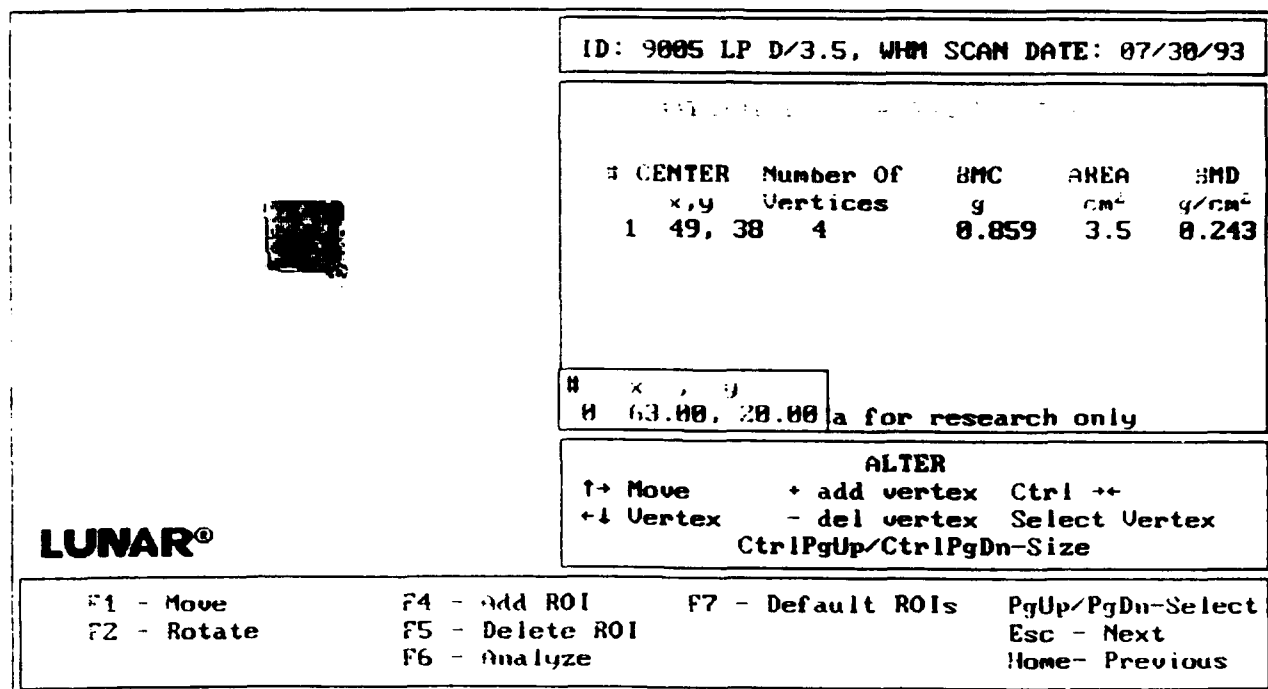 ID: 9005 LP D/3.5, WHM SCAN DATE: 07/30/93
# CENTER Number Of BMC AREA BMD
x,y Vertices g cm² g/cm²
1 49, 38 4 0.859 3.5 0.243
# x , y
0 63.00, 20.00 a for research only
ALTER
↑→ Move + add vertex Ctrl →←
←↓ Vertex - del vertex Select Vertex
CtrlPgUp/CtrlPgDn-Size
LUNAR®
F1 - Move F4 - Add ROI F7 - Default ROIs PgUp/PgDn-Select
F2 - Rotate F5 - Delete ROI Esc - Next
F6 - Analyze Home- Previous